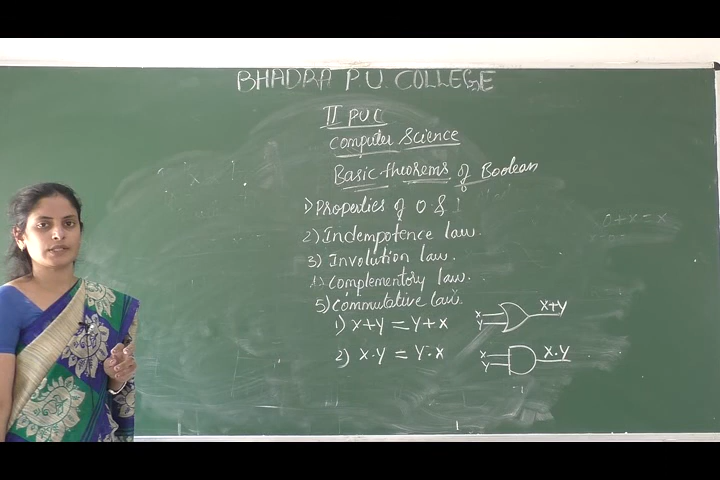 BHADRA P.U. COLLEGE
II PUC
Computer Science
Basic theorems of Boolean
1) Properties of 0 & 1
2) Indempotence law.
3) Involution law.
4) Complementory law.
5) Commutative law.
1) X+Y = Y+X
X
Y
X+Y
2) X.Y = Y.X
X
Y
X.Y
0+X=X